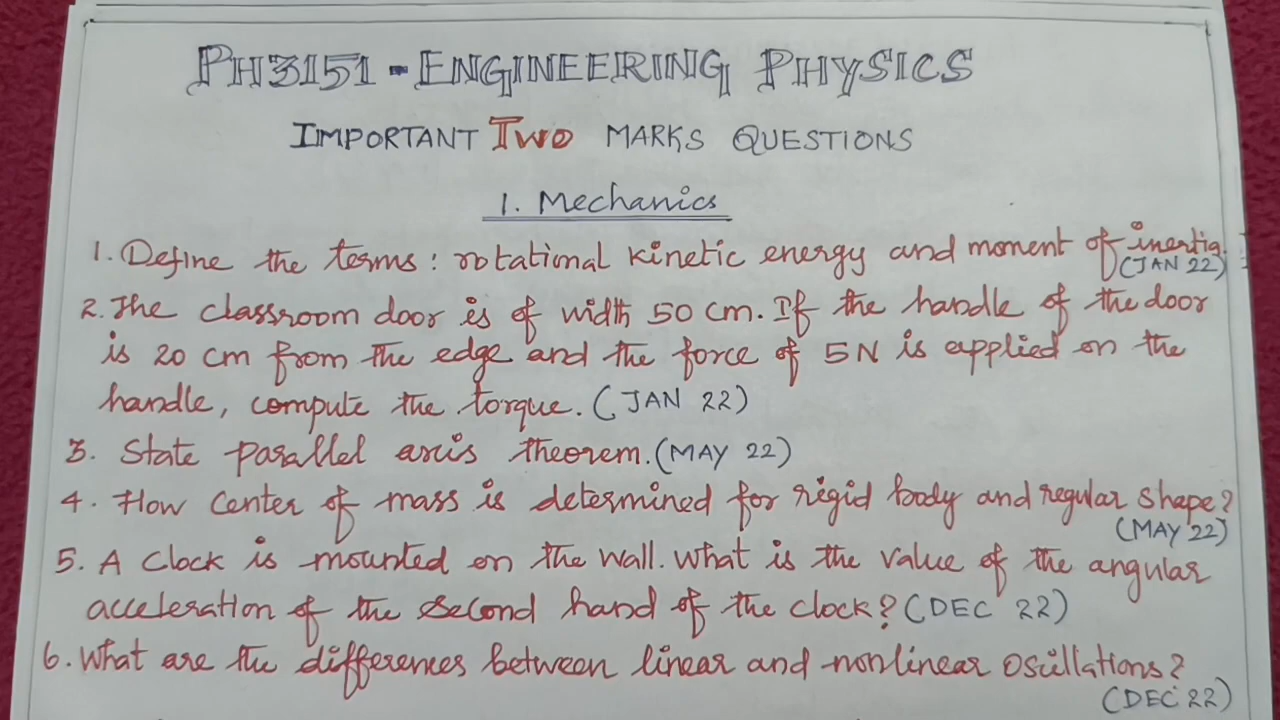 PH3151 - ENGINEERING PHYSICS
IMPORTANT TWO MARKS QUESTIONS
1. Mechanics
1. Define the terms : rotational kinetic energy and moment of inertia.
(JAN 22)
2. The classroom door is of width 50 cm. If the handle of the door
is 20 cm from the edge and the force of 5N is applied on the
handle, compute the torque. (JAN 22)
3. State parallel axis theorem. (MAY 22)
4. How center of mass is determined for rigid body and regular shape?
(MAY 22)
5. A clock is mounted on the wall. What is the value of the angular
acceleration of the second hand of the clock? (DEC 22)
6. What are the differences between linear and nonlinear oscillations?
(DEC 22)